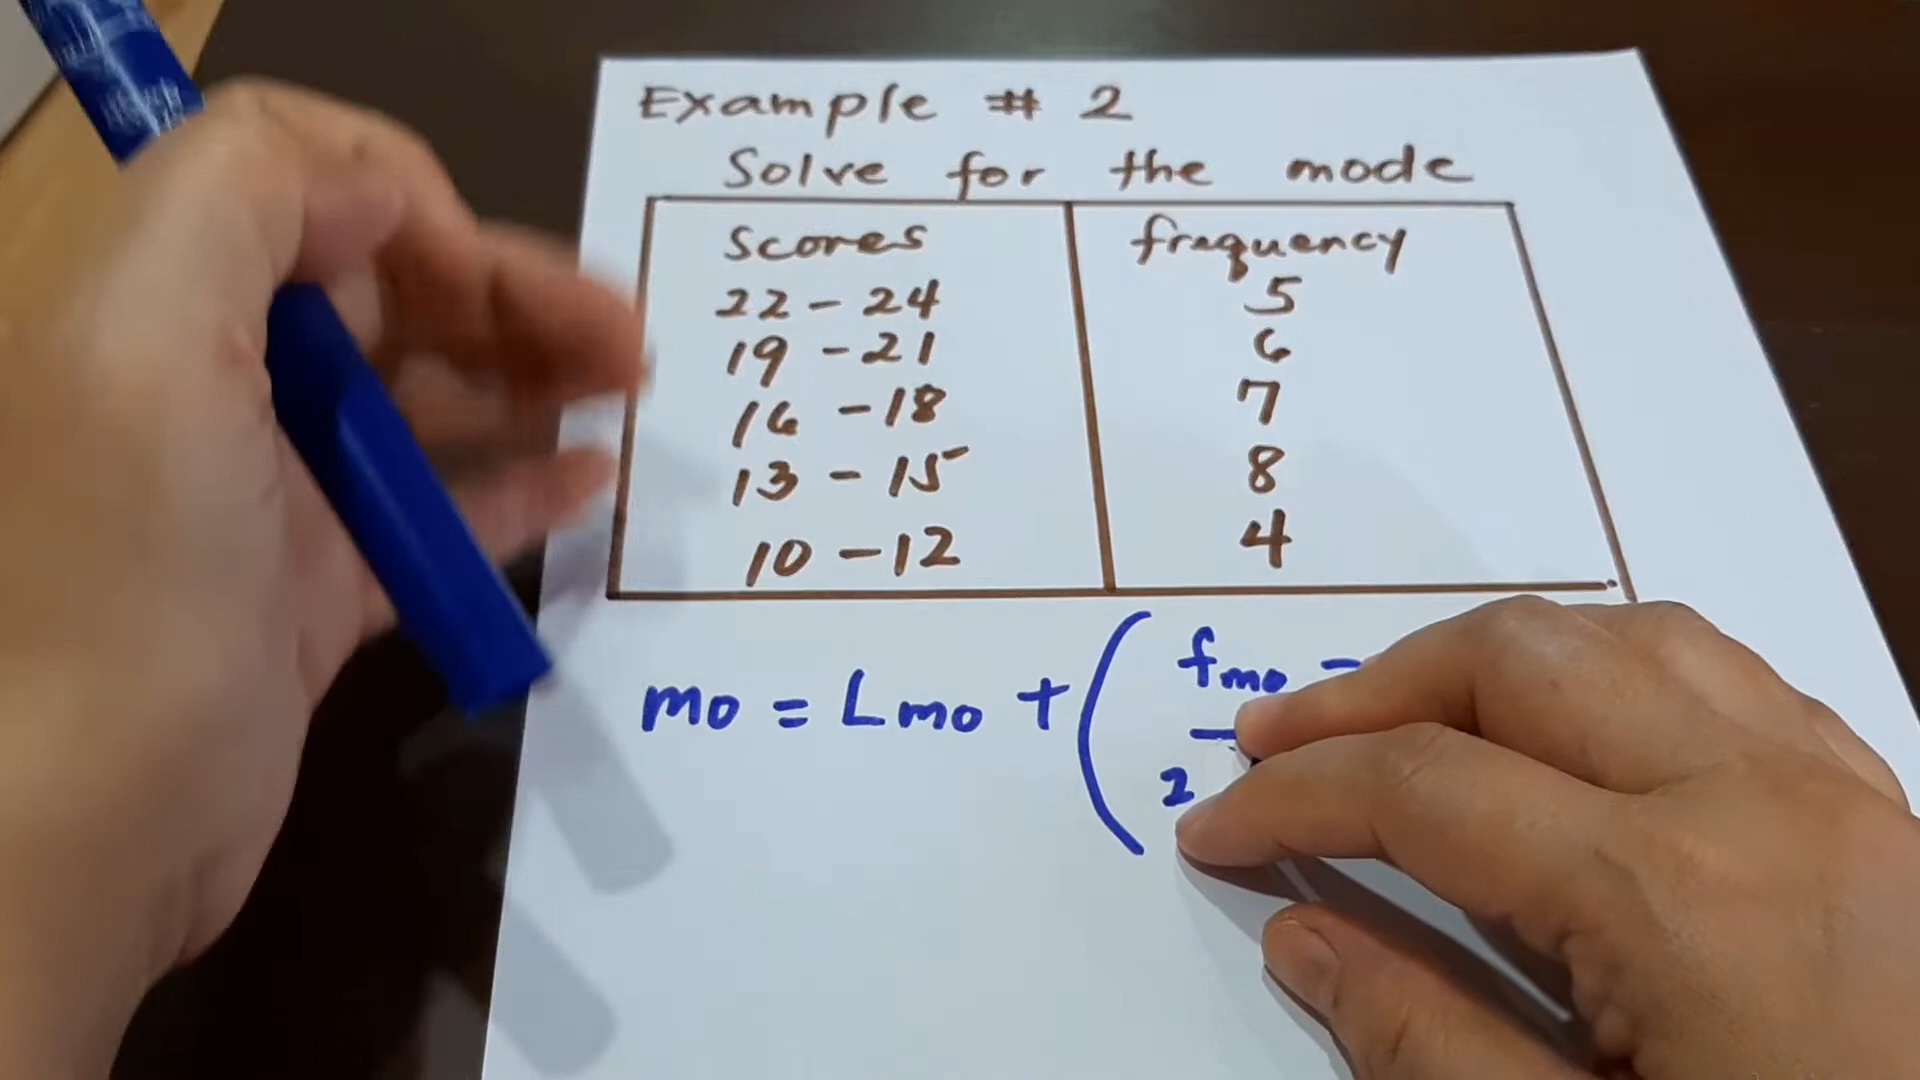 Example # 2
Solve for the mode
Scores frequency
22 - 24 5
19 - 21 6
16 - 18 7
13 - 15 8
10 - 12 4
mo = Lmo + ( fmo -
2